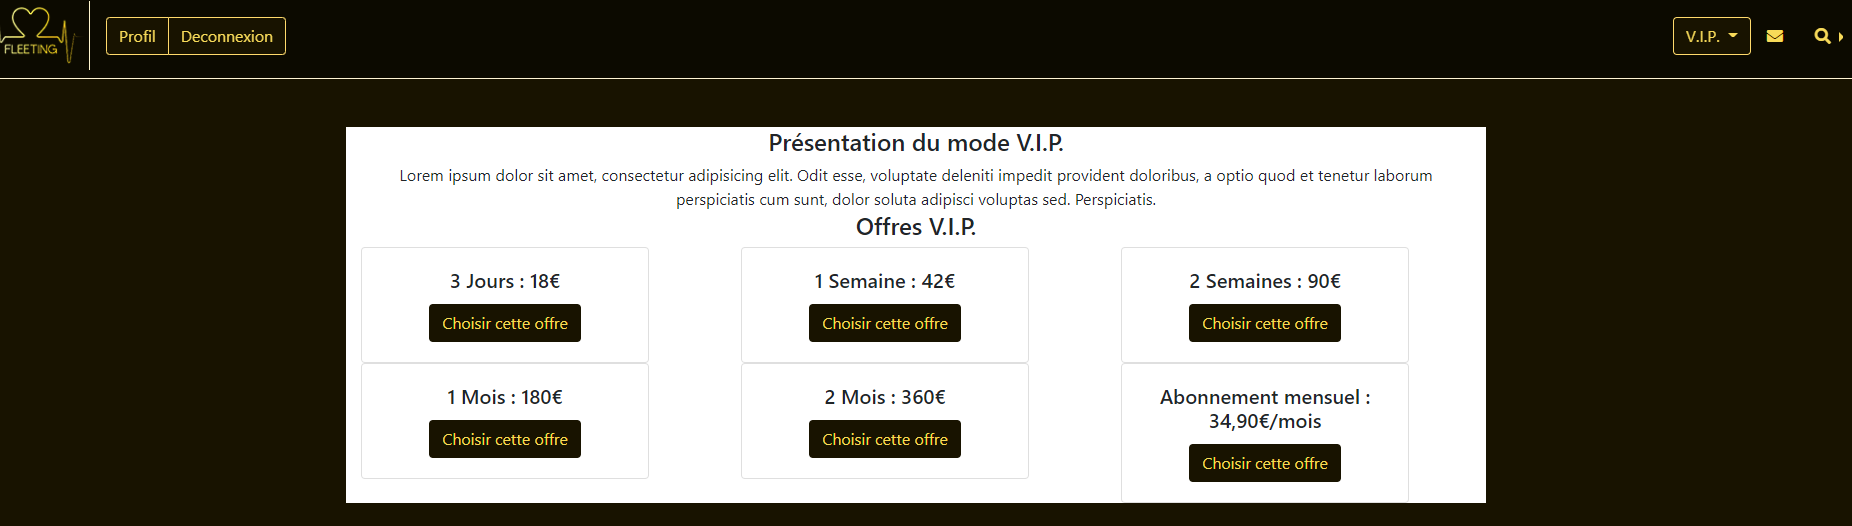 FLEETING
Profil
Deconnexion
V.I.P.
Présentation du mode V.I.P.
Lorem ipsum dolor sit amet, consectetur adipisicing elit. Odit esse, voluptate deleniti impedit provident doloribus, a optio quod et tenetur laborum
perspiciatis cum sunt, dolor soluta adipisci voluptas sed. Perspiciatis.
Offres V.I.P.
3 Jours : 18€
Choisir cette offre
1 Semaine : 42€
Choisir cette offre
2 Semaines : 90€
Choisir cette offre
1 Mois : 180€
Choisir cette offre
2 Mois : 360€
Choisir cette offre
Abonnement mensuel :
34,90€/mois
Choisir cette offre